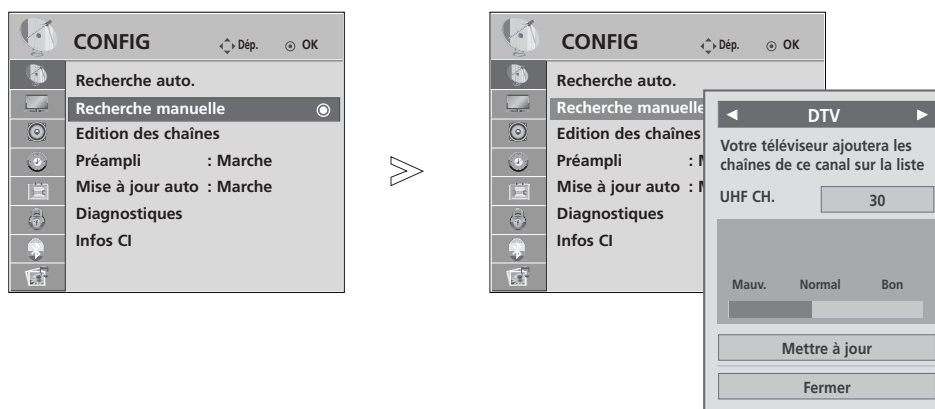 CONFIG Dép. OK
Recherche auto.
Recherche manuelle
Edition des chaînes
Préampli : Marche
Mise à jour auto : Marche
Diagnostiques
Infos CI
CONFIG Dép. OK
Recherche auto.
Recherche manuelle
Edition des chaînes
Préampli : M
Mise à jour auto : M
Diagnostiques
Infos CI
DTV
Votre téléviseur ajoutera les
chaînes de ce canal sur la liste
UHF CH. 30
Mauv. Normal Bon
Mettre à jour
Fermer